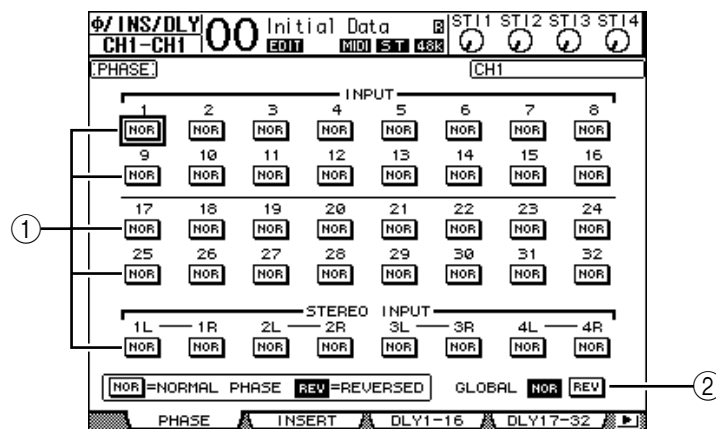 Φ/INS/DLY 00 Initial Data R STI1 STI2 STI3 STI4
CH1-CH1 EDIT MIDI ST 48k
PHASE CH1
INPUT
1 2 3 4 5 6 7 8
NOR NOR NOR NOR NOR NOR NOR NOR
9 10 11 12 13 14 15 16
NOR NOR NOR NOR NOR NOR NOR NOR
① 17 18 19 20 21 22 23 24
NOR NOR NOR NOR NOR NOR NOR NOR
25 26 27 28 29 30 31 32
NOR NOR NOR NOR NOR NOR NOR NOR
STEREO INPUT
1L 1R 2L 2R 3L 3R 4L 4R
NOR NOR NOR NOR NOR NOR NOR NOR
NOR=NORMAL PHASE REV=REVERSED GLOBAL NOR REV ②
PHASE INSERT DLY1-16 DLY17-32